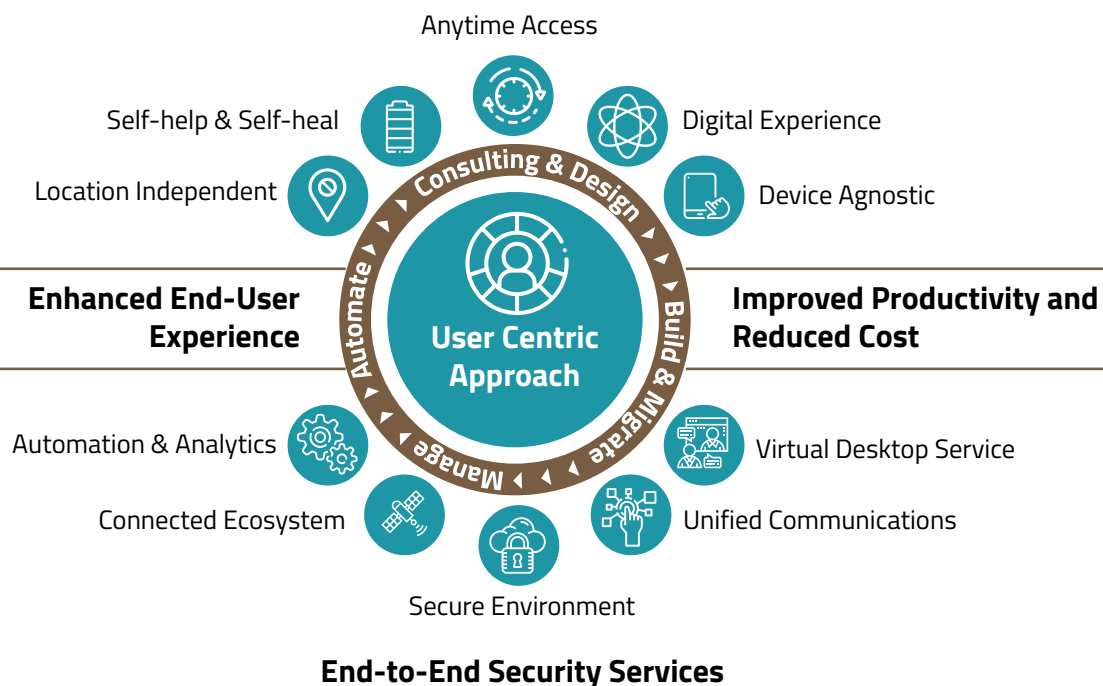 Anytime Access
Self-help & Self-heal
Digital Experience
Location Independent
Device Agnostic
Consulting & Design
Build & Migrate
Manage
Automate
User Centric
Approach
Enhanced End-User
Experience
Improved Productivity and
Reduced Cost
Automation & Analytics
Virtual Desktop Service
Connected Ecosystem
Unified Communications
Secure Environment
End-to-End Security Services